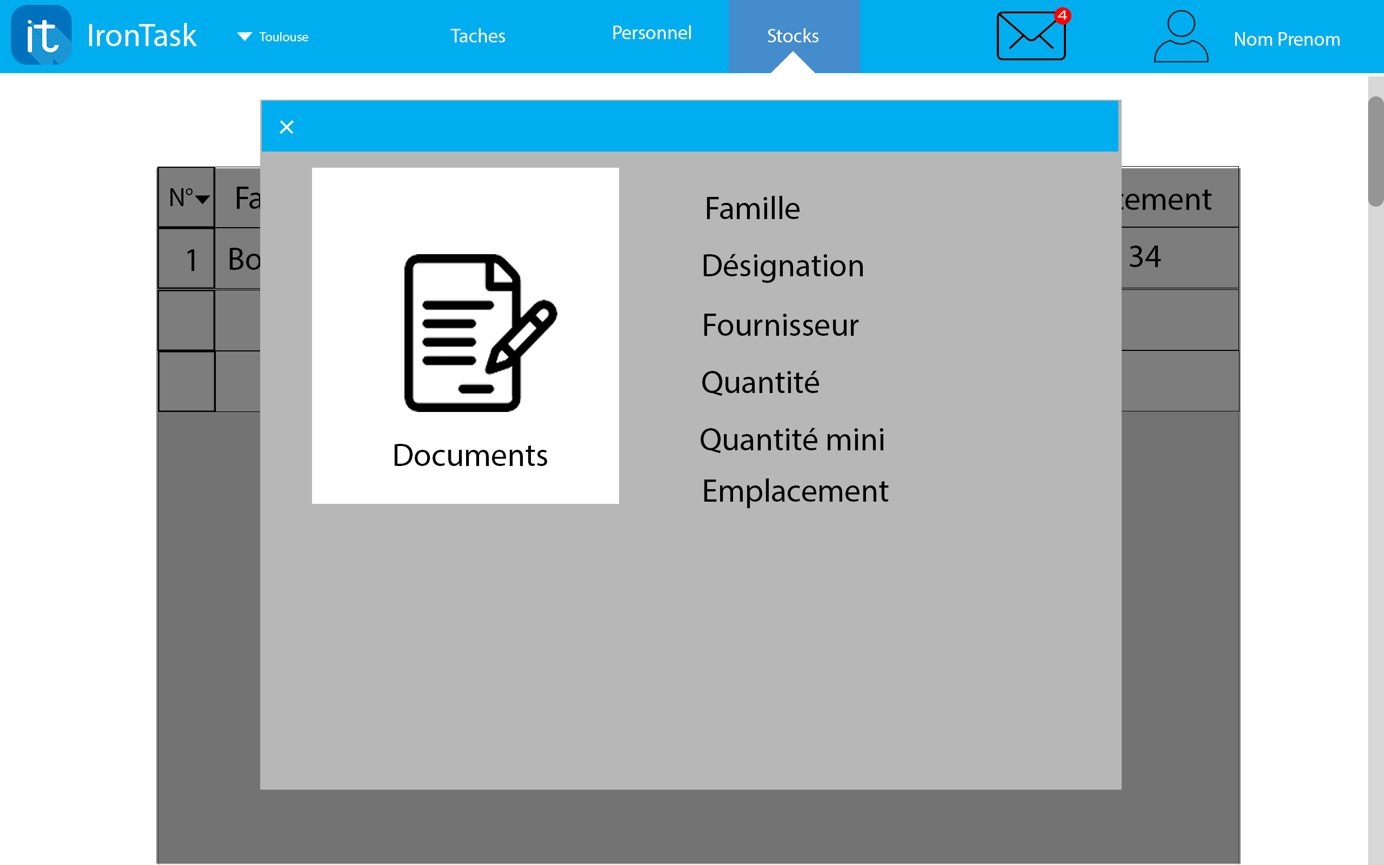 it IronTask Toulouse Taches Personnel Stocks 4 Nom Prenom
×
N° Fa cement
1 Bo 34
Documents
Famille
Désignation
Fournisseur
Quantité
Quantité mini
Emplacement